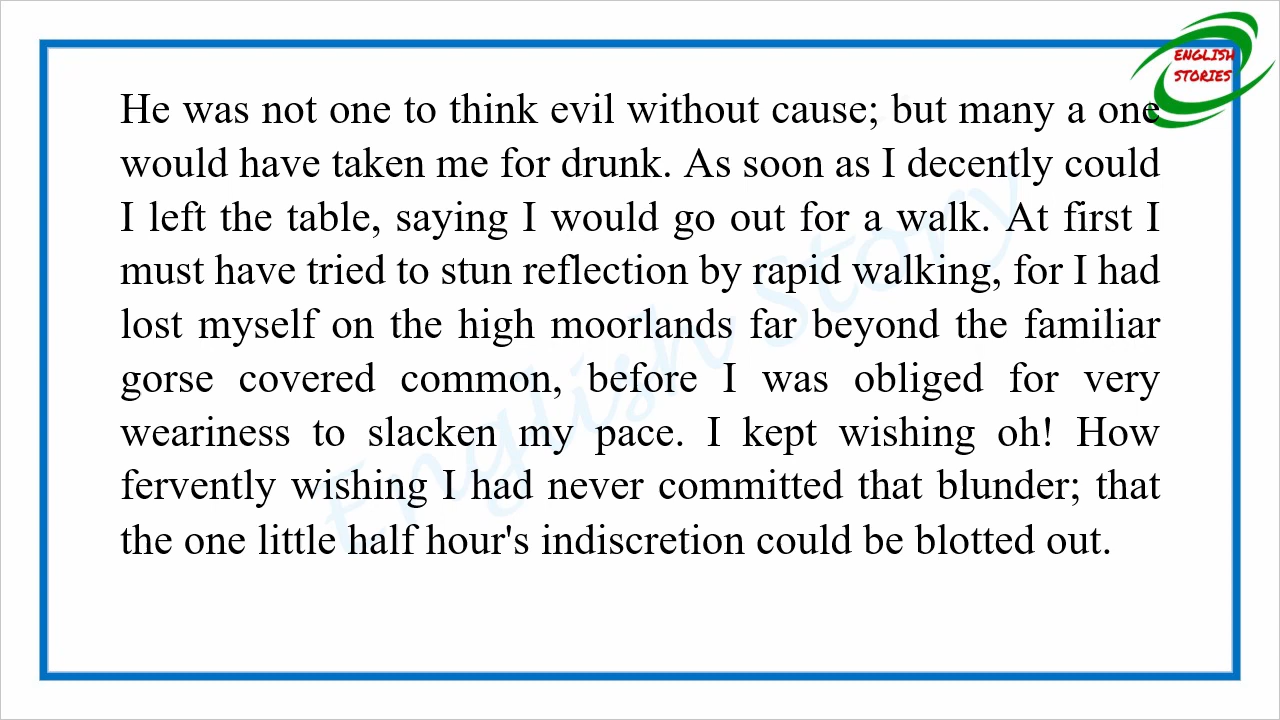 ENGLISH
STORIES
He was not one to think evil without cause; but many a one
would have taken me for drunk. As soon as I decently could
I left the table, saying I would go out for a walk. At first I
must have tried to stun reflection by rapid walking, for I had
lost myself on the high moorlands far beyond the familiar
gorse covered common, before I was obliged for very
weariness to slacken my pace. I kept wishing oh! How
fervently wishing I had never committed that blunder; that
the one little half hour's indiscretion could be blotted out.
English Story